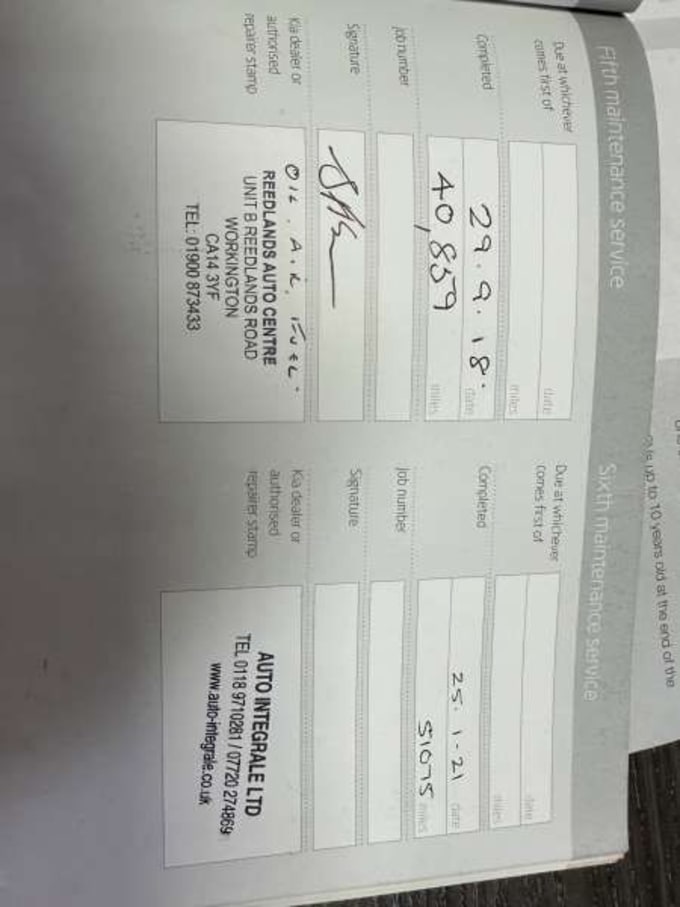 Fifth maintenance service
Due at whichever
comes first of
date
miles
Completed
29.9.18.
date
40,859
miles
Job number
Signature
Kia dealer or
authorised
repairer stamp
OIL. AIR. FUEL.
REEDLANDS AUTO CENTRE
UNIT B REEDLANDS ROAD
WORKINGTON
CA14 3YF
TEL: 01900 873433
Sixth maintenance service
Due at whichever
comes first of
date
miles
Completed
25.1-21
date
51075
miles
Job number
Signature
Kia dealer or
authorised
repairer stamp
AUTO INTEGRALE LTD
TEL 0118 9710281 / 07720 274869
www.auto-integrale.co.uk
up to 10 years old at the end of the